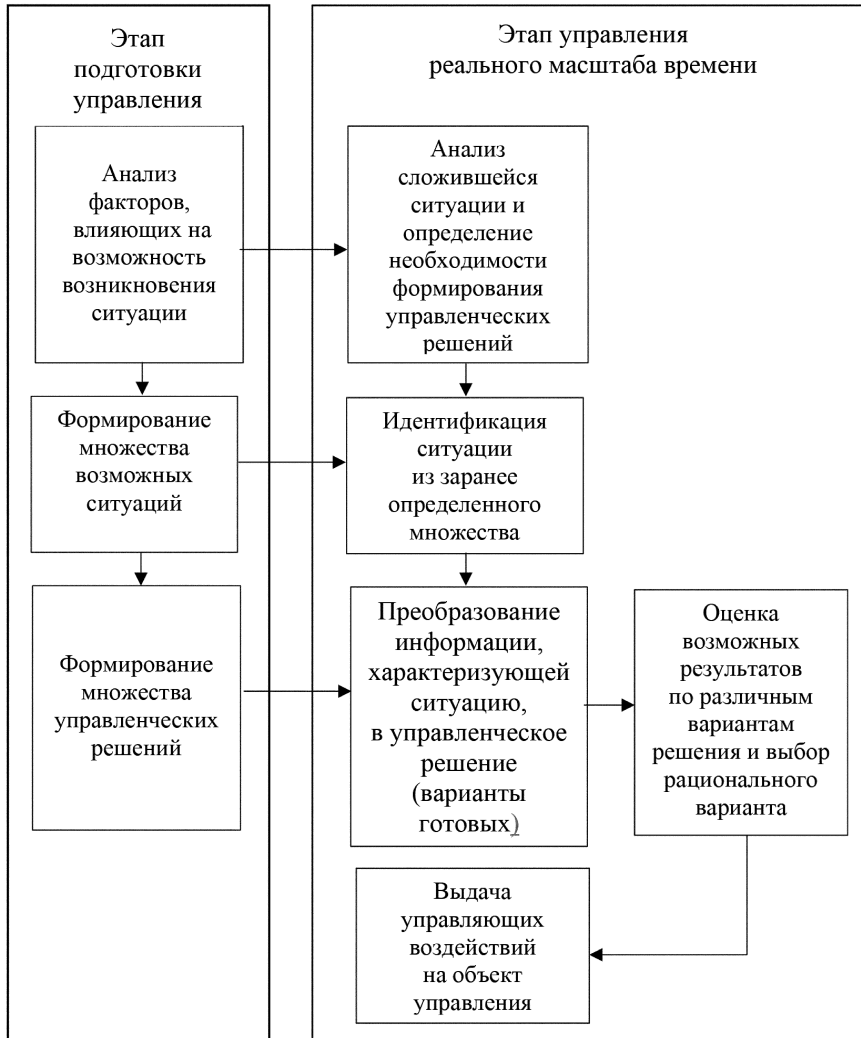 Этап
подготовки
управления
Этап управления
реального масштаба времени
Анализ
факторов,
влияющих на
возможность
возникновения
ситуации
Анализ
сложившейся
ситуации и
определение
необходимости
формирования
управленческих
решений
Формирование
множества
возможных
ситуаций
Идентификация
ситуации
из заранее
определенного
множества
Формирование
множества
управленческих
решений
Преобразование
информации,
характеризующей
ситуацию,
в управленческое
решение
(варианты
готовых)
Оценка
возможных
результатов
по различным
вариантам
решения и выбор
рационального
варианта
Выдача
управляющих
воздействий
на объект
управления